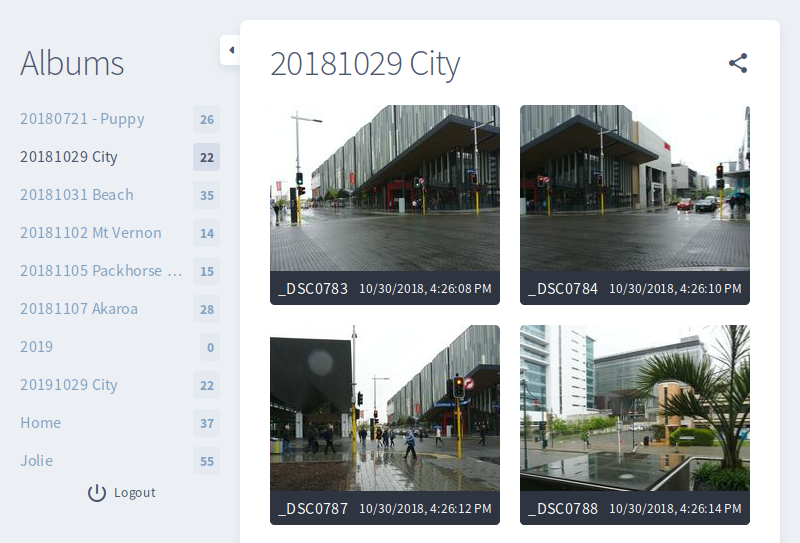 Albums
20180721 - Puppy 26
20181029 City 22
20181031 Beach 35
20181102 Mt Vernon 14
20181105 Packhorse ... 15
20181107 Akaroa 28
2019 0
20191029 City 22
Home 37
Jolie 55
Logout
20181029 City
_DSC0783 10/30/2018, 4:26:08 PM
_DSC0784 10/30/2018, 4:26:10 PM
_DSC0787 10/30/2018, 4:26:12 PM
_DSC0788 10/30/2018, 4:26:14 PM